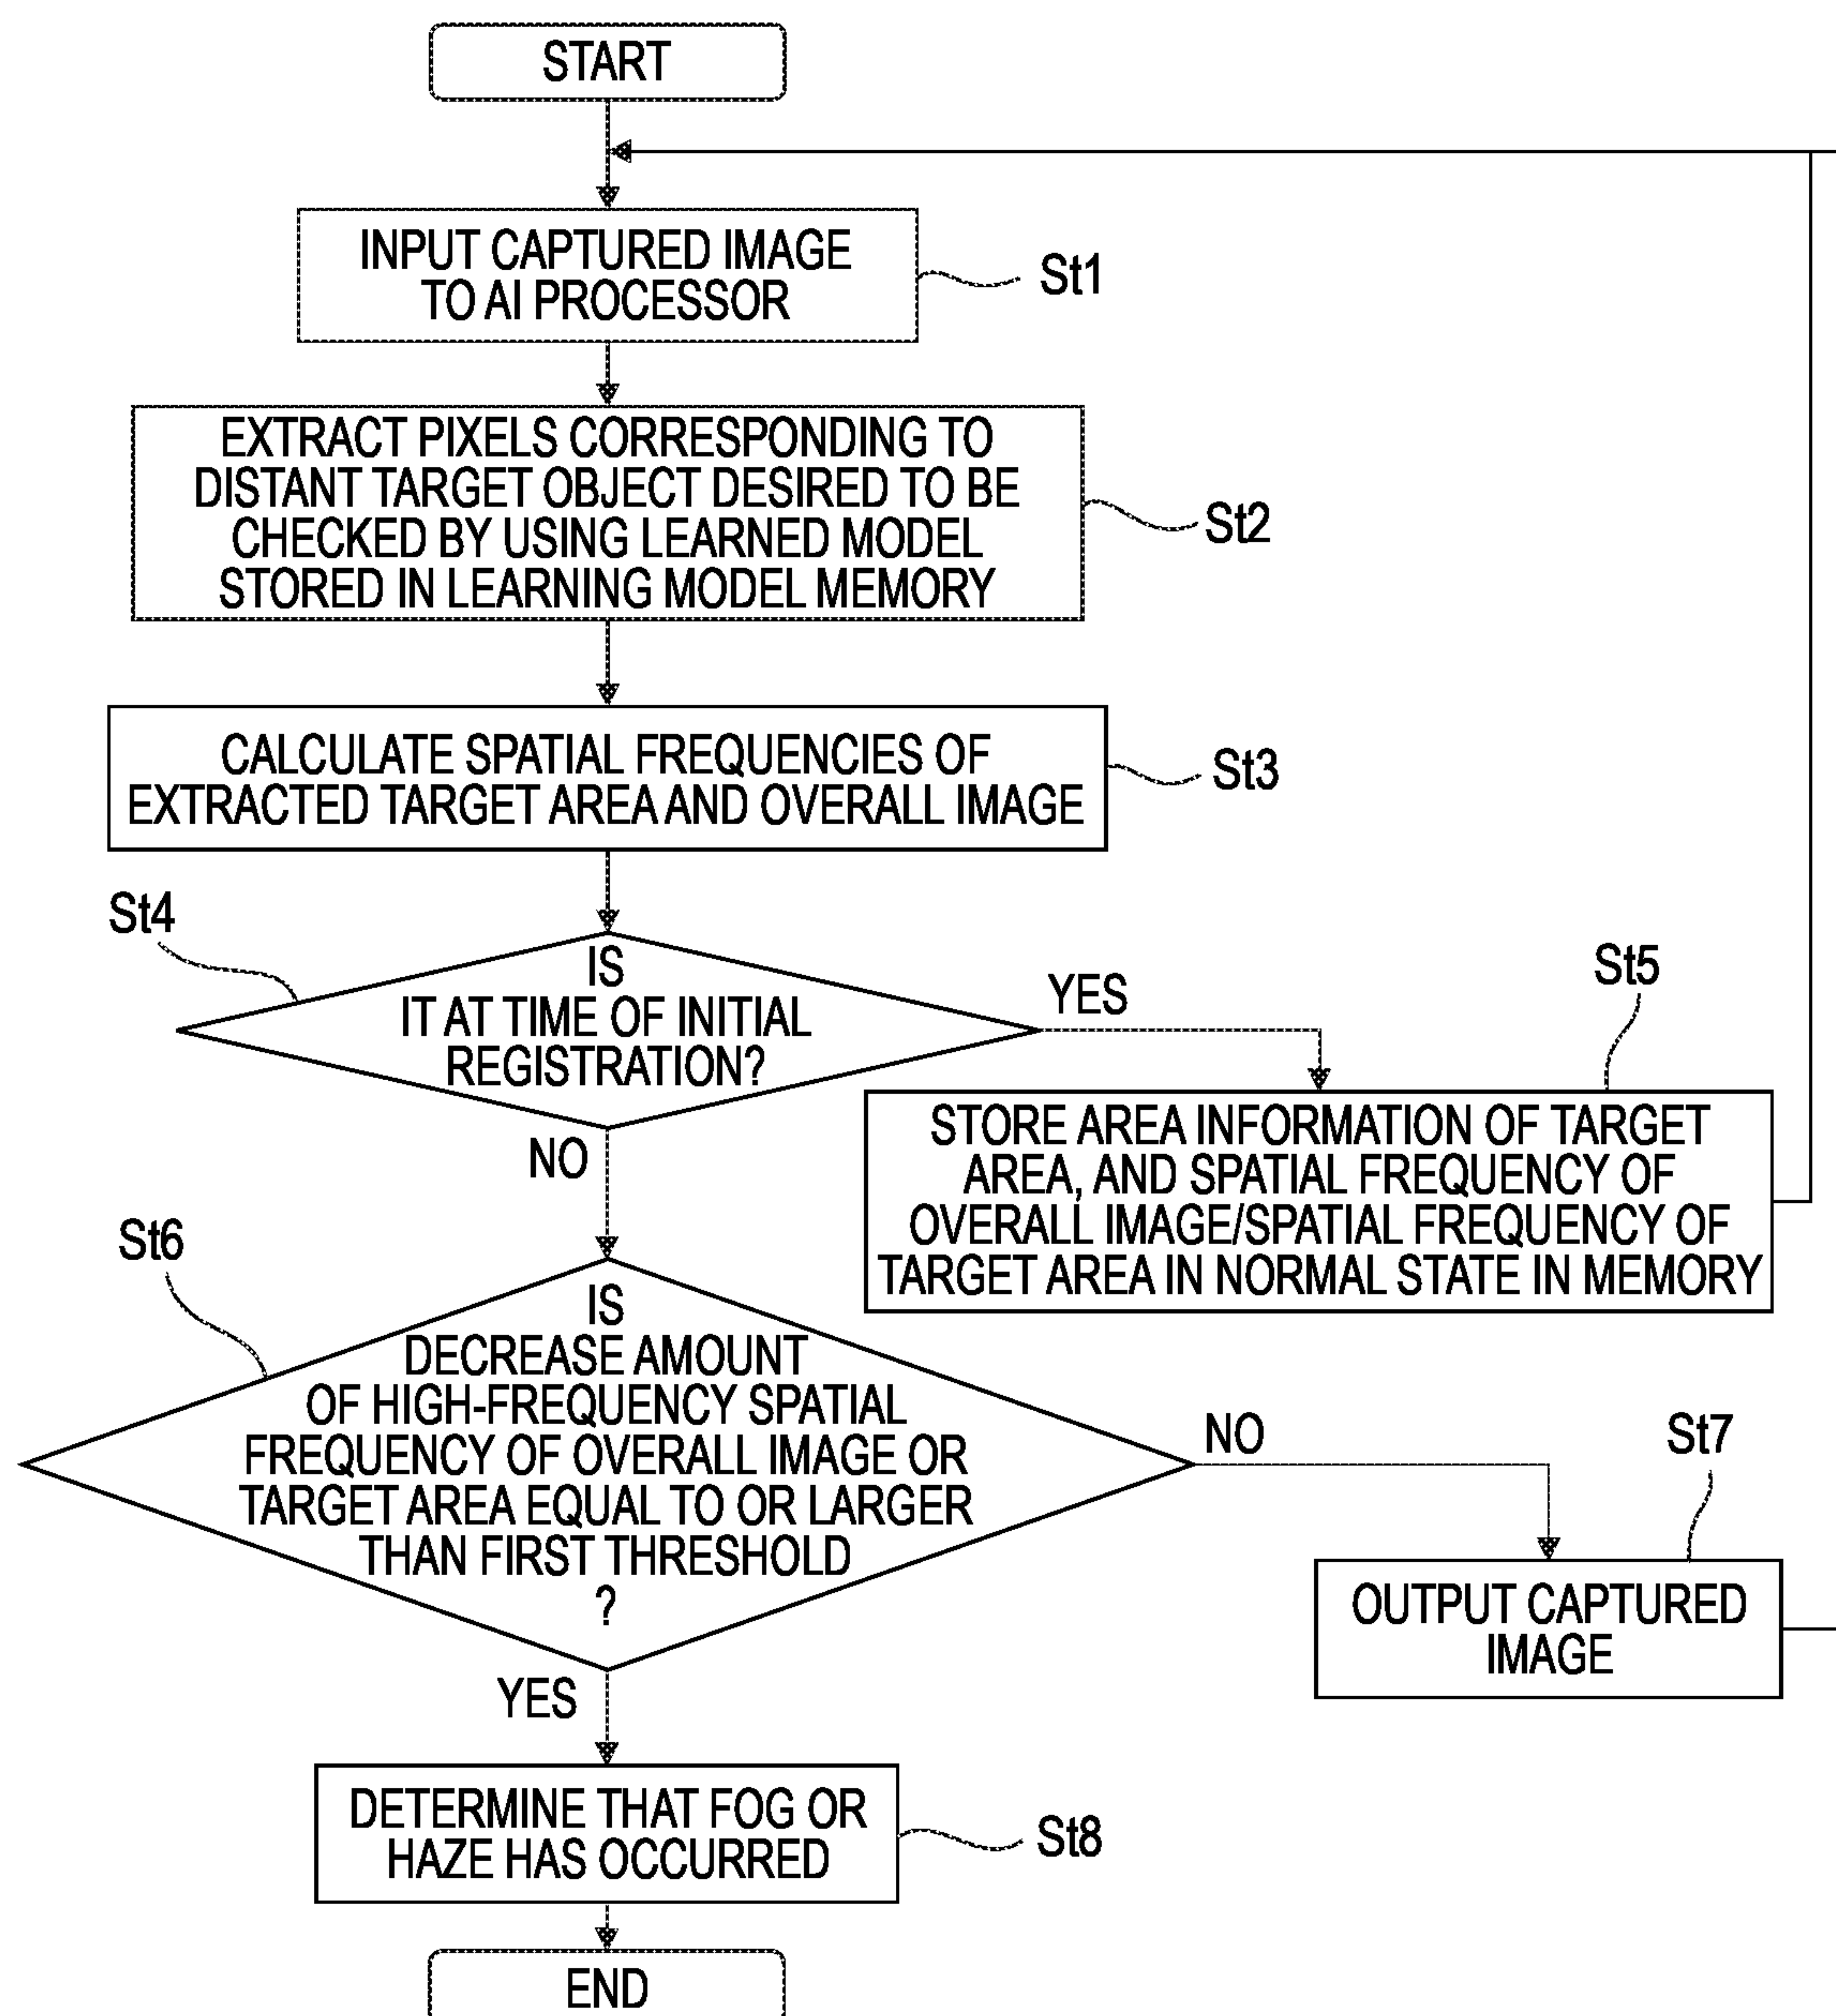 START
INPUT CAPTURED IMAGE
TO AI PROCESSOR
St1
EXTRACT PIXELS CORRESPONDING TO
DISTANT TARGET OBJECT DESIRED TO BE
CHECKED BY USING LEARNED MODEL
STORED IN LEARNING MODEL MEMORY
St2
CALCULATE SPATIAL FREQUENCIES OF
EXTRACTED TARGET AREA AND OVERALL IMAGE
St3
St4
IS
IT AT TIME OF INITIAL
REGISTRATION?
YES
NO
St5
STORE AREA INFORMATION OF TARGET
AREA, AND SPATIAL FREQUENCY OF
OVERALL IMAGE/SPATIAL FREQUENCY OF
TARGET AREA IN NORMAL STATE IN MEMORY
St6
IS
DECREASE AMOUNT
OF HIGH-FREQUENCY SPATIAL
FREQUENCY OF OVERALL IMAGE OR
TARGET AREA EQUAL TO OR LARGER
THAN FIRST THRESHOLD
?
NO
YES
St7
OUTPUT CAPTURED
IMAGE
DETERMINE THAT FOG OR
HAZE HAS OCCURRED
St8
END